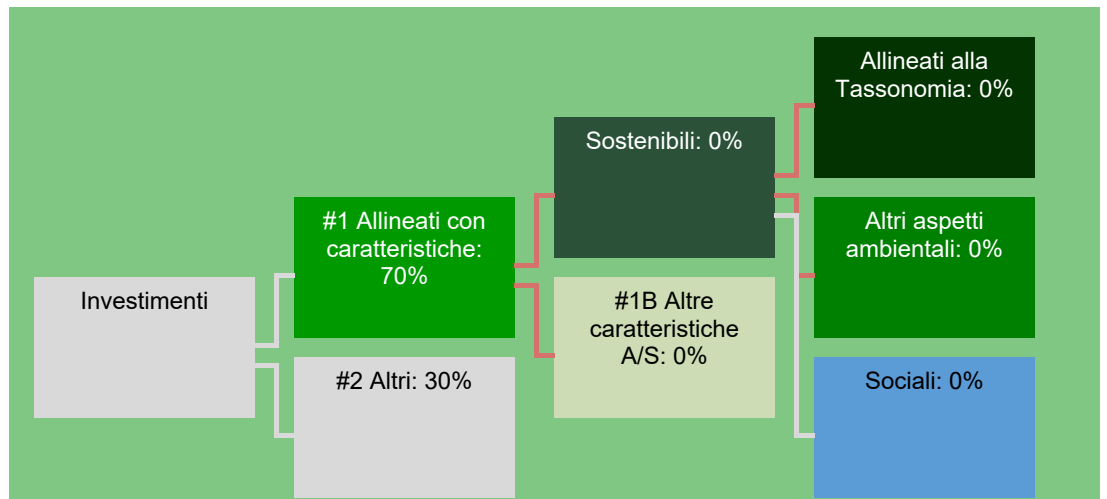 Investimenti
#1 Allineati con
caratteristiche:
70%
#2 Altri: 30%
Sostenibili: 0%
#1B Altre
caratteristiche
A/S: 0%
Allineati alla
Tassonomia: 0%
Altri aspetti
ambientali: 0%
Sociali: 0%